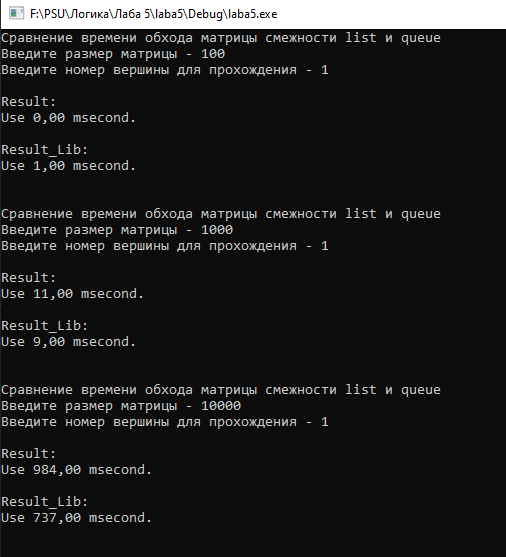 F:\PSU\Логика\Лаба 5\laba5\Debug\laba5.exe
Сравнение времени обхода матрицы смежности list и queue
Введите размер матрицы - 100
Введите номер вершины для прохождения - 1
Result:
Use 0,00 msecond.
Result_Lib:
Use 1,00 msecond.
Сравнение времени обхода матрицы смежности list и queue
Введите размер матрицы - 1000
Введите номер вершины для прохождения - 1
Result:
Use 11,00 msecond.
Result_Lib:
Use 9,00 msecond.
Сравнение времени обхода матрицы смежности list и queue
Введите размер матрицы - 10000
Введите номер вершины для прохождения - 1
Result:
Use 984,00 msecond.
Result_Lib:
Use 737,00 msecond.